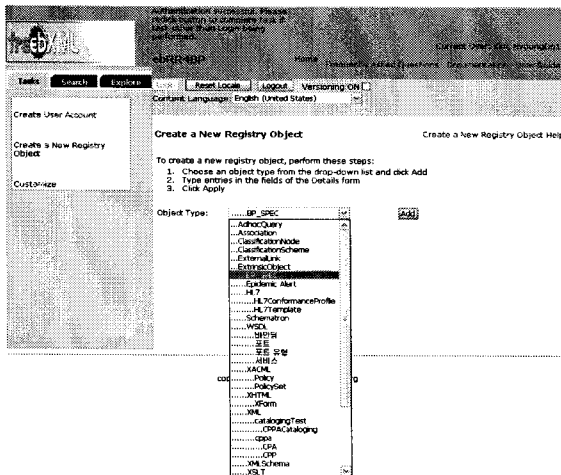 Authentication successful. Please
reclick button to complete task if
task other than Login being
performed.
freebXML
ebRR4BP
Home
Current User:
Frequently Asked Questions
Tasks
Search
Explore
Reset Locale
Logout
Versioning ON
Content Language: English (United States)
Create User Account
Create a New Registry
Object
Customize
Create a New Registry Object
Create a New Registry Object Help
To create a new registry object, perform these steps:
1. Choose an object type from the drop-down list and click Add
2. Type entries in the fields of the Details form
3. Click Apply
Object Type:
......BP_SPEC
Add
...AdhocQuery
...Association
...ClassificationNode
...ClassificationScheme
...ExternalLink
...ExtrinsicObject
......Epidemic Alert
......HL7
.........HL7ConformanceProfile
.........HL7Template
......Schematron
......WSDL
.........바인딩
.........포트
.........포트 유형
.........서비스
......XACML
.........Policy
.........PolicySet
......XHTML
.........XForm
......XML
.........catalogingTest
............CPPACataloging
.........cppa
............CPA
............CPP
......XMLSchema
......XSLT